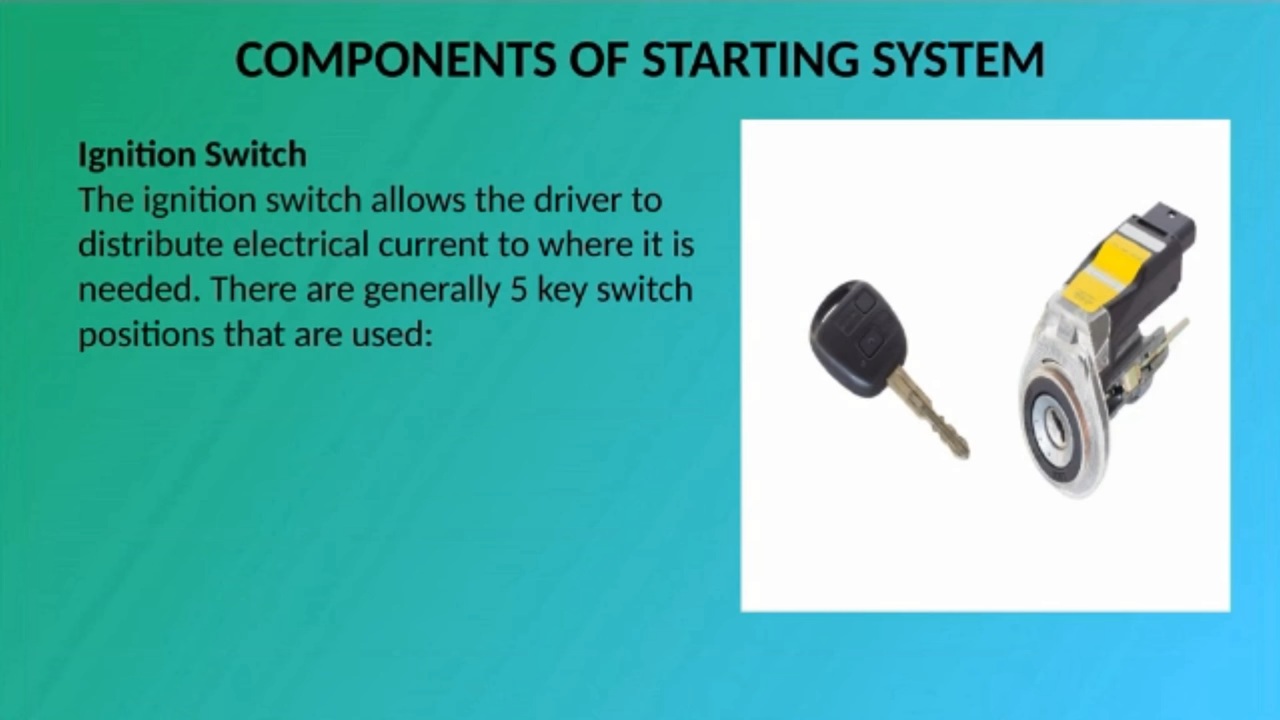 COMPONENTS OF STARTING SYSTEM
Ignition Switch
The ignition switch allows the driver to
distribute electrical current to where it is
needed. There are generally 5 key switch
positions that are used: